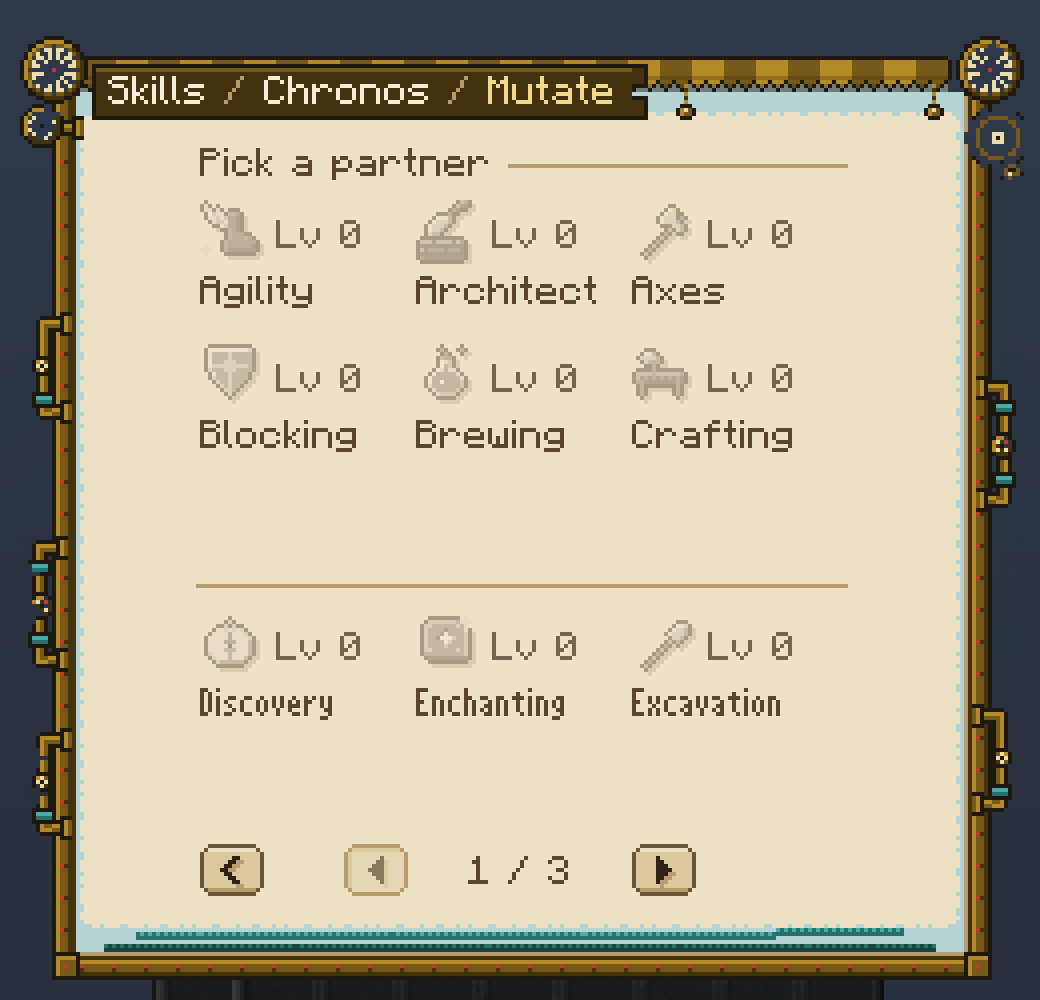 Skills / Chronos / Mutate
Pick a partner
Lv 0 Lv 0 Lv 0
Agility Architect Axes
Lv 0 Lv 0 Lv 0
Blocking Brewing Crafting
Lv 0 Lv 0 Lv 0
Discovery Enchanting Excavation
1 / 3